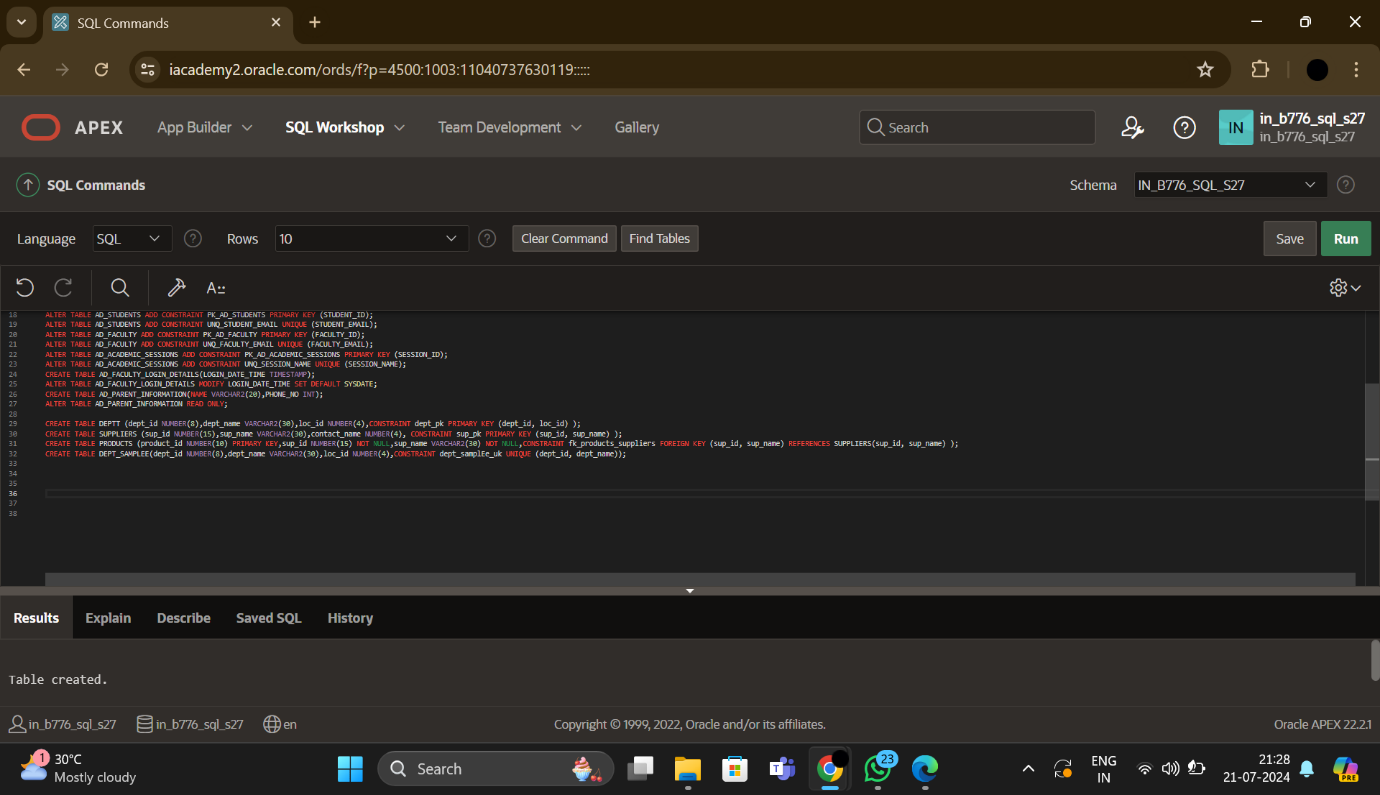 SQL Commands
iacademy2.oracle.com/ords/f?p=4500:1003:11040737630119:::::
APEX App Builder SQL Workshop Team Development Gallery Search IN in_b776_sql_s27
in_b776_sql_s27
SQL Commands Schema IN_B776_SQL_S27
Language SQL Rows 10 Clear Command Find Tables Save Run
A::
18 ALTER TABLE AD_STUDENTS ADD CONSTRAINT PK_AD_STUDENTS PRIMARY KEY (STUDENT_ID);
19 ALTER TABLE AD_STUDENTS ADD CONSTRAINT UNQ_STUDENT_EMAIL UNIQUE (STUDENT_EMAIL);
20 ALTER TABLE AD_FACULTY ADD CONSTRAINT PK_AD_FACULTY PRIMARY KEY (FACULTY_ID);
21 ALTER TABLE AD_FACULTY ADD CONSTRAINT UNQ_FACULTY_EMAIL UNIQUE (FACULTY_EMAIL);
22 ALTER TABLE AD_ACADEMIC_SESSIONS ADD CONSTRAINT PK_AD_ACADEMIC_SESSIONS PRIMARY KEY (SESSION_ID);
23 ALTER TABLE AD_ACADEMIC_SESSIONS ADD CONSTRAINT UNQ_SESSION_NAME UNIQUE (SESSION_NAME);
24 CREATE TABLE AD_FACULTY_LOGIN_DETAILS(LOGIN_DATE_TIME TIMESTAMP);
25 ALTER TABLE AD_FACULTY_LOGIN_DETAILS MODIFY LOGIN_DATE_TIME SET DEFAULT SYSDATE;
26 CREATE TABLE AD_PARENT_INFORMATION(NAME VARCHAR2(20),PHONE_NO INT);
27 ALTER TABLE AD_PARENT_INFORMATION READ ONLY;
28
29 CREATE TABLE DEPTT (dept_id NUMBER(8),dept_name VARCHAR2(30),loc_id NUMBER(4),CONSTRAINT dept_pk PRIMARY KEY (dept_id, loc_id) );
30 CREATE TABLE SUPPLIERS (sup_id NUMBER(15),sup_name VARCHAR2(30),contact_name NUMBER(4), CONSTRAINT sup_pk PRIMARY KEY (sup_id, sup_name) );
31 CREATE TABLE PRODUCTS (product_id NUMBER(10) PRIMARY KEY,sup_id NUMBER(15) NOT NULL,sup_name VARCHAR2(30) NOT NULL,CONSTRAINT fk_products_suppliers FOREIGN KEY (sup_id, sup_name) REFERENCES SUPPLIERS(sup_id, sup_name) );
32 CREATE TABLE DEPT_SAMPLEE(dept_id NUMBER(8),dept_name VARCHAR2(30),loc_id NUMBER(4),CONSTRAINT dept_samplEe_uk UNIQUE (dept_id, dept_name));
33
34
35
36
37
38
Results Explain Describe Saved SQL History
Table created.
in_b776_sql_s27 in_b776_sql_s27 en Copyright © 1999, 2022, Oracle and/or its affiliates. Oracle APEX 22.2.1
1 30°C
Mostly cloudy
Search
23
ENG
IN
21:28
21-07-2024
PRE